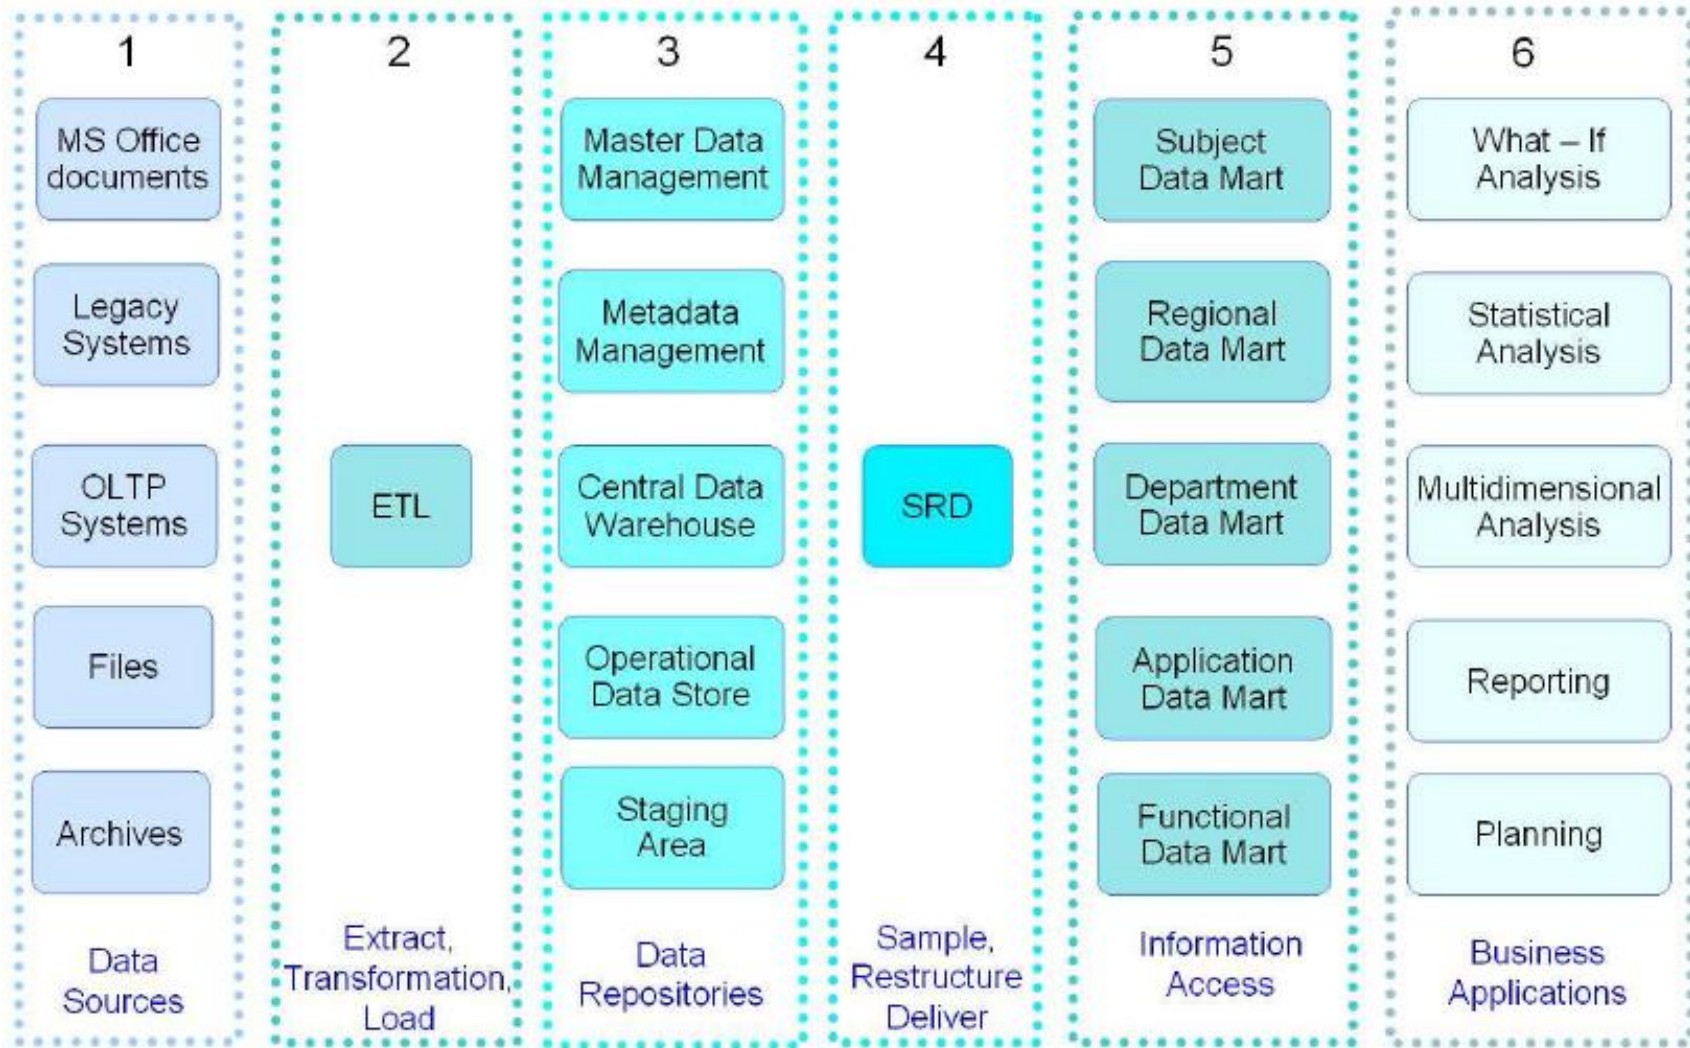 1
MS Office
documents
Legacy
Systems
OLTP
Systems
Files
Archives
Data
Sources
2
ETL
Extract,
Transformation,
Load
3
Master Data
Management
Metadata
Management
Central Data
Warehouse
Operational
Data Store
Staging
Area
Data
Repositories
4
SRD
Sample,
Restructure
Deliver
5
Subject
Data Mart
Regional
Data Mart
Department
Data Mart
Application
Data Mart
Functional
Data Mart
Information
Access
6
What – If
Analysis
Statistical
Analysis
Multidimensional
Analysis
Reporting
Planning
Business
Applications